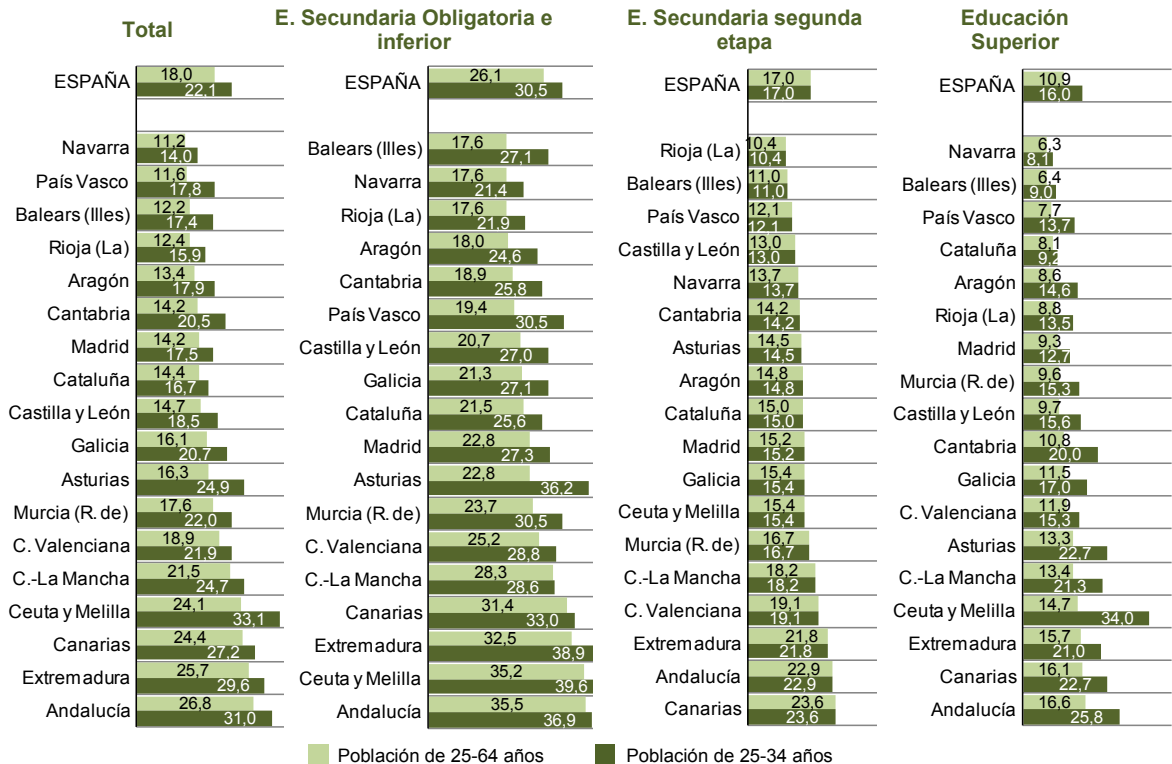 Total
ESPAÑA
18,0
22,1
Navarra
11,2
14,0
País Vasco
11,6
17,8
Balears (Illes)
12,2
17,4
Rioja (La)
12,4
15,9
Aragón
13,4
17,9
Cantabria
14,2
20,5
Madrid
14,2
17,5
Cataluña
14,4
16,7
Castilla y León
14,7
18,5
Galicia
16,1
20,7
Asturias
16,3
24,9
Murcia (R. de)
17,6
22,0
C. Valenciana
18,9
21,9
C.-La Mancha
21,5
24,7
Ceuta y Melilla
24,1
33,1
Canarias
24,4
27,2
Extremadura
25,7
29,6
Andalucía
26,8
31,0
E. Secundaria Obligatoria e
inferior
ESPAÑA
26,1
30,5
Balears (Illes)
17,6
27,1
Navarra
17,6
21,4
Rioja (La)
17,6
21,9
Aragón
18,0
24,6
Cantabria
18,9
25,8
País Vasco
19,4
30,5
Castilla y León
20,7
27,0
Galicia
21,3
27,1
Cataluña
21,5
25,6
Madrid
22,8
27,3
Asturias
22,8
36,2
Murcia (R. de)
23,7
30,5
C. Valenciana
25,2
28,8
C.-La Mancha
28,3
28,6
Canarias
31,4
33,0
Extremadura
32,5
38,9
Ceuta y Melilla
35,2
39,6
Andalucía
35,5
36,9
E. Secundaria segunda
etapa
ESPAÑA
17,0
17,0
Rioja (La)
10,4
10,4
Balears (Illes)
11,0
11,0
País Vasco
12,1
12,1
Castilla y León
13,0
13,0
Navarra
13,7
13,7
Cantabria
14,2
14,2
Asturias
14,5
14,5
Aragón
14,8
14,8
Cataluña
15,0
15,0
Madrid
15,2
15,2
Galicia
15,4
15,4
Ceuta y Melilla
15,4
15,4
Murcia (R. de)
16,7
16,7
C.-La Mancha
18,2
18,2
C. Valenciana
19,1
19,1
Extremadura
21,8
21,8
Andalucía
22,9
22,9
Canarias
23,6
23,6
Educación
Superior
ESPAÑA
10,9
16,0
Navarra
6,3
8,1
Balears (Illes)
6,4
9,0
País Vasco
7,7
13,7
Cataluña
8,1
9,2
Aragón
8,6
14,6
Rioja (La)
8,8
13,5
Madrid
9,3
12,7
Murcia (R. de)
9,6
15,3
Castilla y León
9,7
15,6
Cantabria
10,8
20,0
Galicia
11,5
17,0
C. Valenciana
11,9
15,3
Asturias
13,3
22,7
C.-La Mancha
13,4
21,3
Ceuta y Melilla
14,7
34,0
Extremadura
15,7
21,0
Canarias
16,1
22,7
Andalucía
16,6
25,8
Población de 25-64 años
Población de 25-34 años